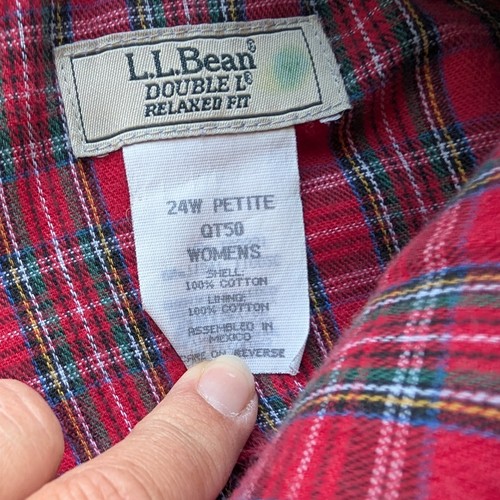 L.L.Bean®
DOUBLE L®
RELAXED FIT
24W PETITE
QT50
WOMENS
SHELL:
100% COTTON
LINING:
100% COTTON
ASSEMBLED IN
MEXICO
CARE ON REVERSE